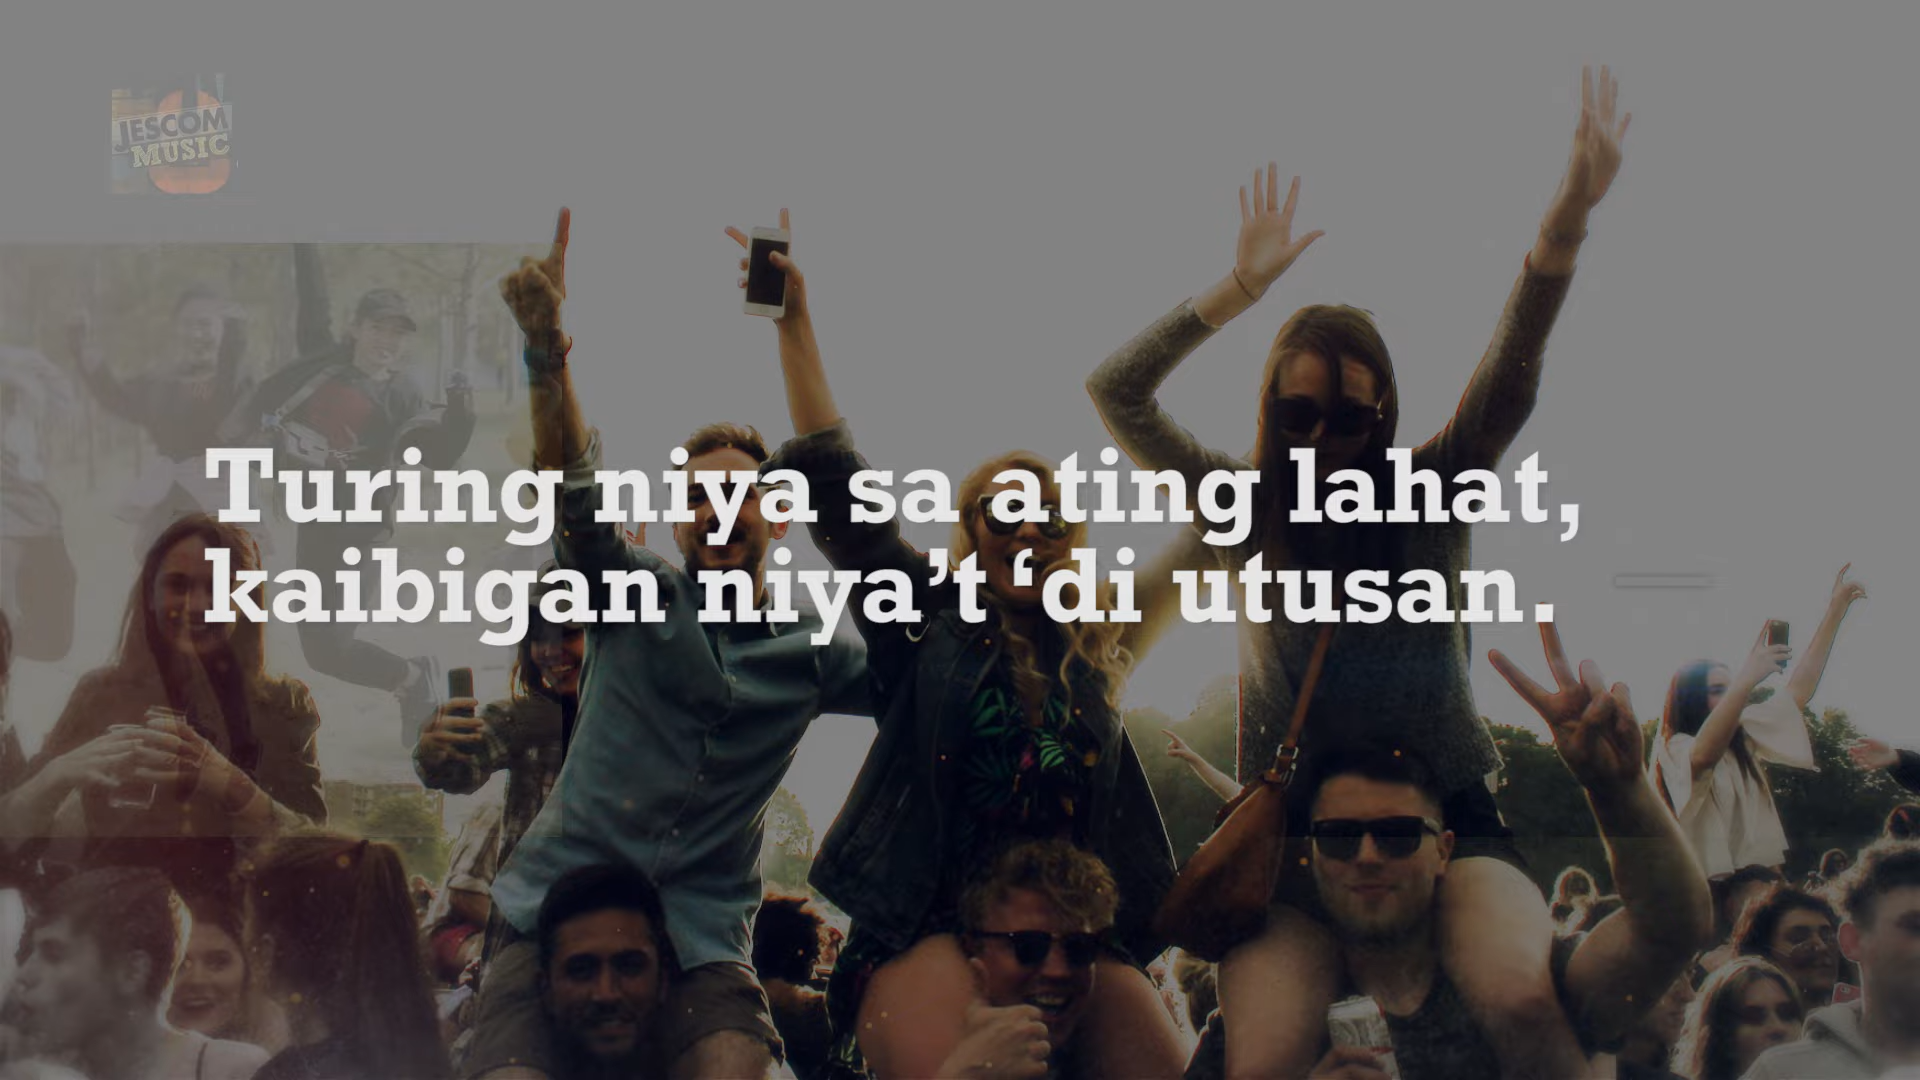 JESCOM
MUSIC
Turing niya sa ating lahat,
kaibigan niya’t ‘di utusan.